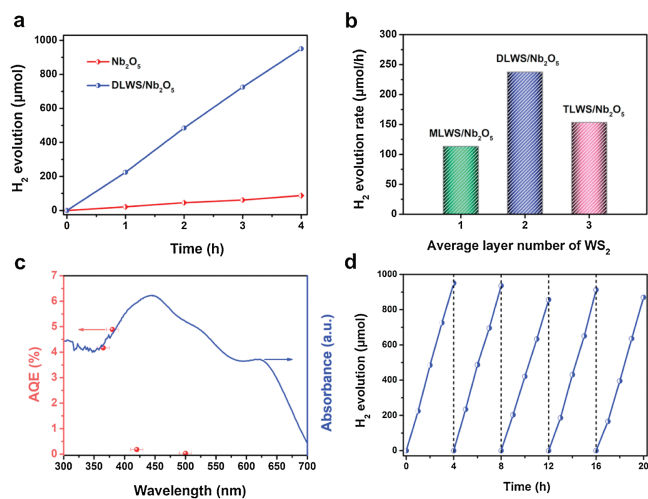 a
H₂ evolution (μmol)
1000
800
600
400
200
0
Nb₂O₅
DLWS/Nb₂O₅
0 1 2 3 4
Time (h)
b
H₂ evolution rate (μmol/h)
350
300
250
200
150
100
50
0
MLWS/Nb₂O₅
DLWS/Nb₂O₅
TLWS/Nb₂O₅
1 2 3
Average layer number of WS₂
c
AQE (%)
7
6
5
4
3
2
1
0
Absorbance (a.u.)
300 350 400 450 500 550 600 650 700
Wavelength (nm)
d
H₂ evolution (μmol)
1000
800
600
400
200
0
0 4 8 12 16 20
Time (h)